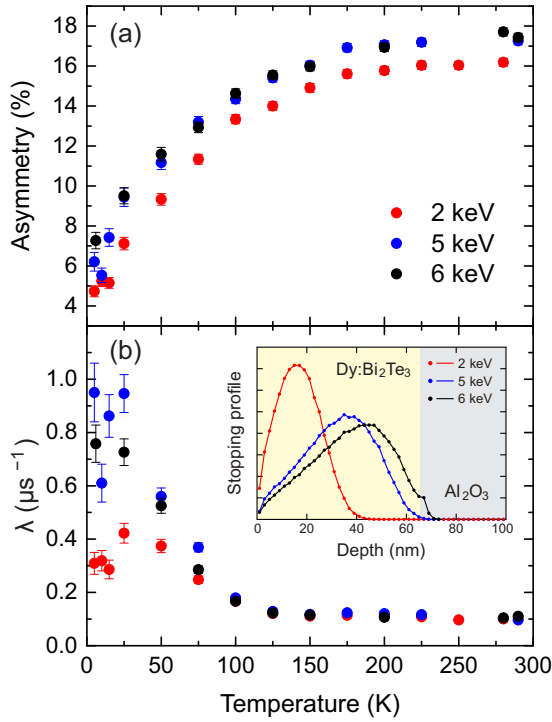 (a)
18
16
14
12
10
8
6
4
Asymmetry (%)
2 keV
5 keV
6 keV
(b)
1.0
0.8
0.6
0.4
0.2
0.0
λ (μs⁻¹)
Stopping profile
Dy:Bi₂Te₃
2 keV
5 keV
6 keV
Al₂O₃
0 20 40 60 80 100
Depth (nm)
0 50 100 150 200 250 300
Temperature (K)